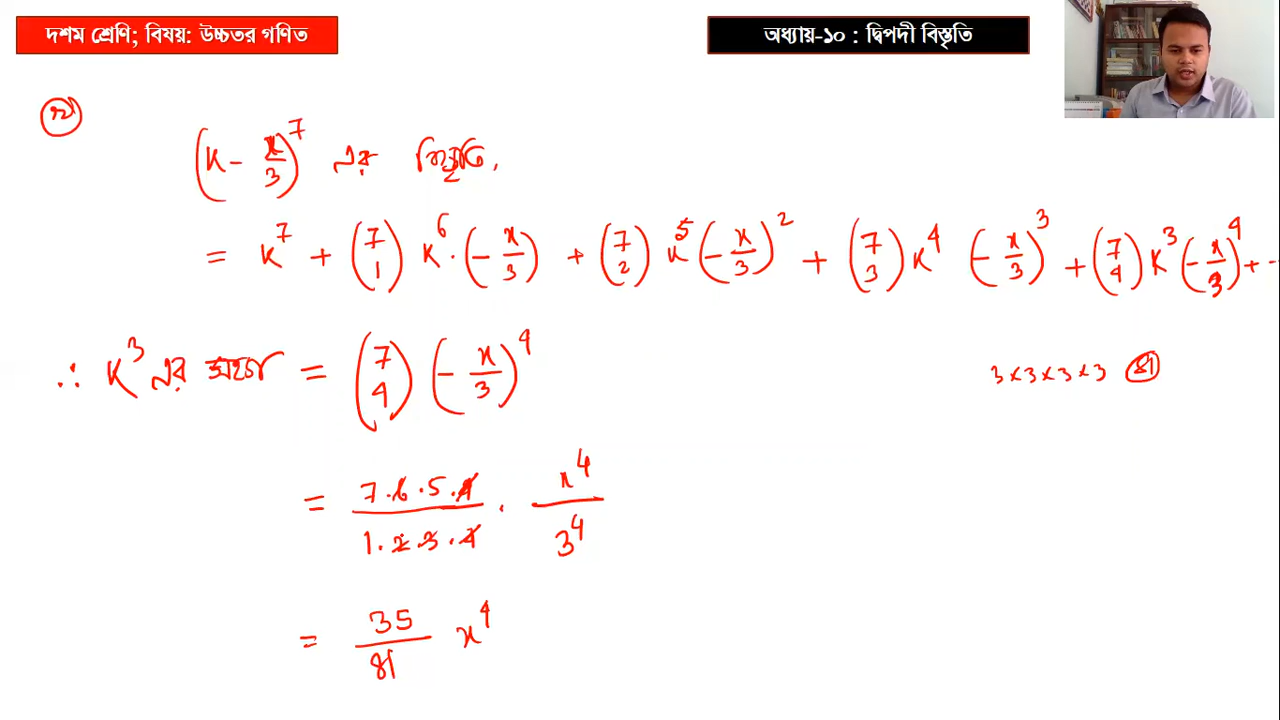 দশম শ্রেণি; বিষয়: উচ্চতর গণিত
অধ্যায়-১০ : দ্বিপদী বিস্তৃতি
(K - x/3)^7 এর বিস্তৃতি,
= K^7 + (7 1) K^6 · (- x/3) + (7 2) K^5 (- x/3)^2 + (7 3) K^4 (- x/3)^3 + (7 4) K^3 (- x/3)^4 + --
∴ K^3 এর সহগ = (7 4) (- x/3)^4
3 × 3 × 3 × 3 81
= 7 · 6 · 5 · 4 / 1 · 2 · 3 · 4 · x^4 / 3^4
= 35/81 x^4